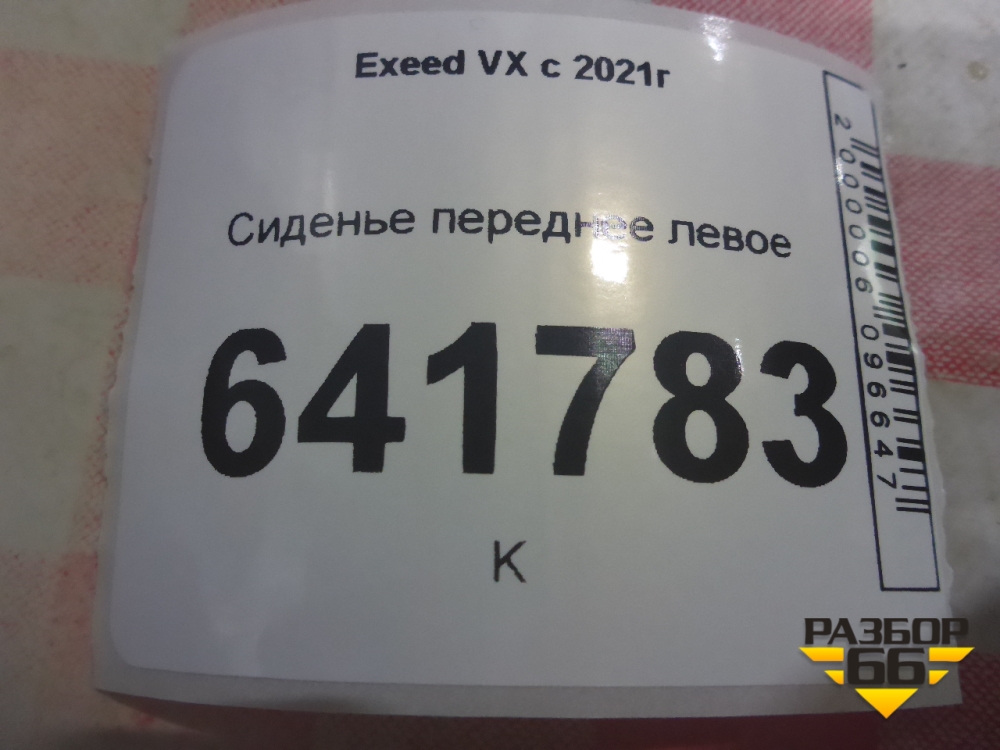 Exeed VX с 2021г
Сиденье переднее левое
641783
К
2000006096647
РАЗБОР
66